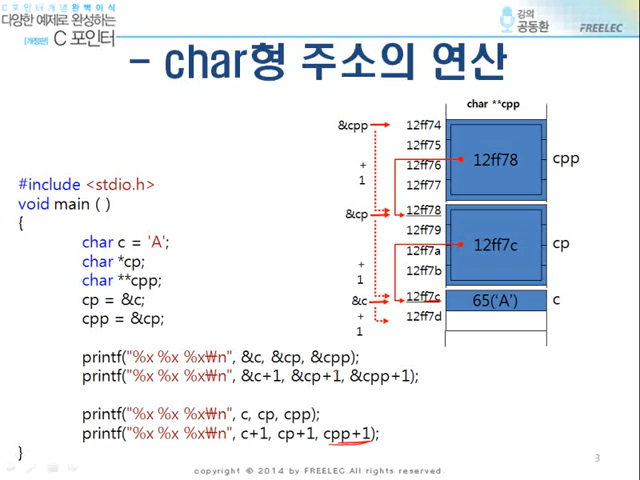 C 포인터개념완벽이식
다양한 예제로 완성하는
[개정판] C 포인터
강의
공동환
FREELEC
- char형 주소의 연산
char **cpp
&cpp
12ff74
12ff75
12ff76
12ff77
12ff78
cpp
+
1
&cp
12ff78
12ff79
12ff7a
12ff7b
12ff7c
cp
+
1
&c
12ff7c
65('A')
c
+
1
12ff7d
#include <stdio.h>
void main ( )
{
char c = 'A';
char *cp;
char **cpp;
cp = &c;
cpp = &cp;
printf("%x %x %x₩n", &c, &cp, &cpp);
printf("%x %x %x₩n", &c+1, &cp+1, &cpp+1);
printf("%x %x %x₩n", c, cp, cpp);
printf("%x %x %x₩n", c+1, cp+1, cpp+1);
}
3
copyright © 2014 by FREELEC.All rights reserved.